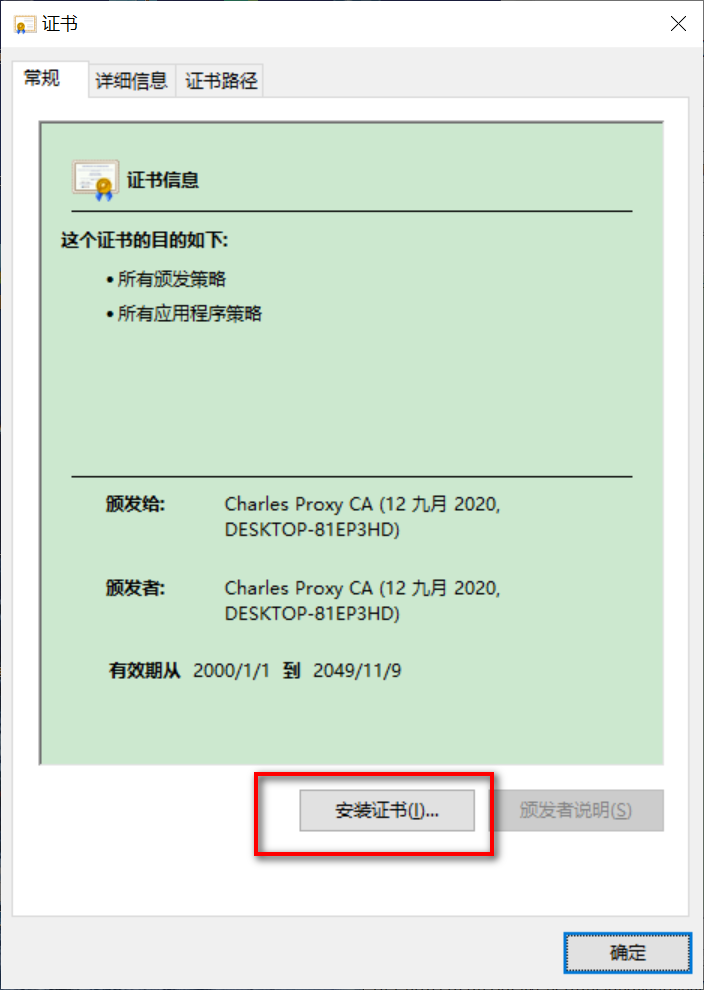 证书
常规 详细信息 证书路径
证书信息
这个证书的目的如下:
• 所有颁发策略
• 所有应用程序策略
颁发给: Charles Proxy CA (12 九月 2020,
DESKTOP-81EP3HD)
颁发者: Charles Proxy CA (12 九月 2020,
DESKTOP-81EP3HD)
有效期从 2000/1/1 到 2049/11/9
安装证书(I)... 颁发者说明(S)
确定